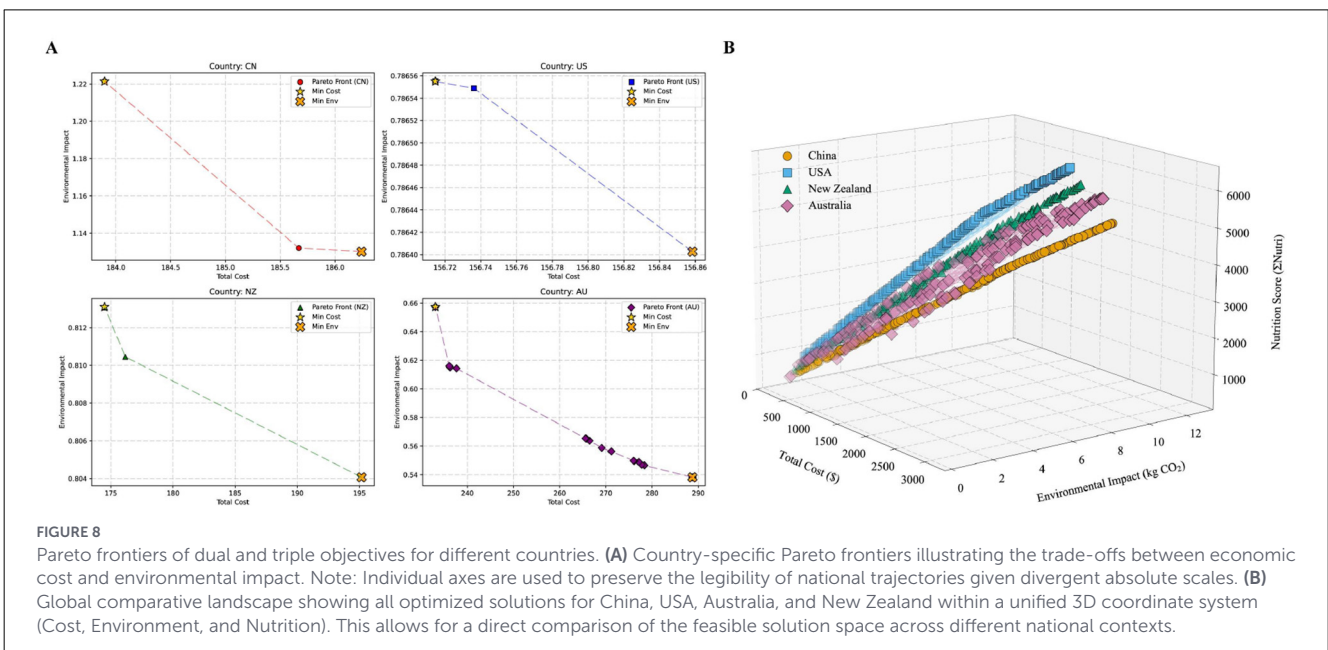 A
B
Country: CN
Pareto Front (CN)
Min Cost
Min Env
1.22
1.20
1.18
1.16
1.14
Environmental Impact
184.0 184.5 185.0 185.5 186.0
Total Cost
Country: US
Pareto Front (US)
Min Cost
Min Env
0.78656
0.78654
0.78652
0.78650
0.78648
0.78646
0.78644
0.78642
0.78640
Environmental Impact
156.72 156.74 156.76 156.78 156.80 156.82 156.84 156.86
Total Cost
Country: NZ
Pareto Front (NZ)
Min Cost
Min Env
0.812
0.810
0.808
0.806
0.804
Environmental Impact
175 180 185 190 195
Total Cost
Country: AU
Pareto Front (AU)
Min Cost
Min Env
0.66
0.64
0.62
0.60
0.58
0.56
0.54
Environmental Impact
240 250 260 270 280 290
Total Cost
China
USA
New Zealand
Australia
6000
5000
4000
3000
2000
1000
Nutrition Score (ΣNutri)
0 500 1000 1500 2000 2500 3000
Total Cost ($)
0 2 4 6 8 10 12
Environmental Impact (kg CO₂)
FIGURE 8
Pareto frontiers of dual and triple objectives for different countries. (A) Country-specific Pareto frontiers illustrating the trade-offs between economic
cost and environmental impact. Note: Individual axes are used to preserve the legibility of national trajectories given divergent absolute scales. (B)
Global comparative landscape showing all optimized solutions for China, USA, Australia, and New Zealand within a unified 3D coordinate system
(Cost, Environment, and Nutrition). This allows for a direct comparison of the feasible solution space across different national contexts.